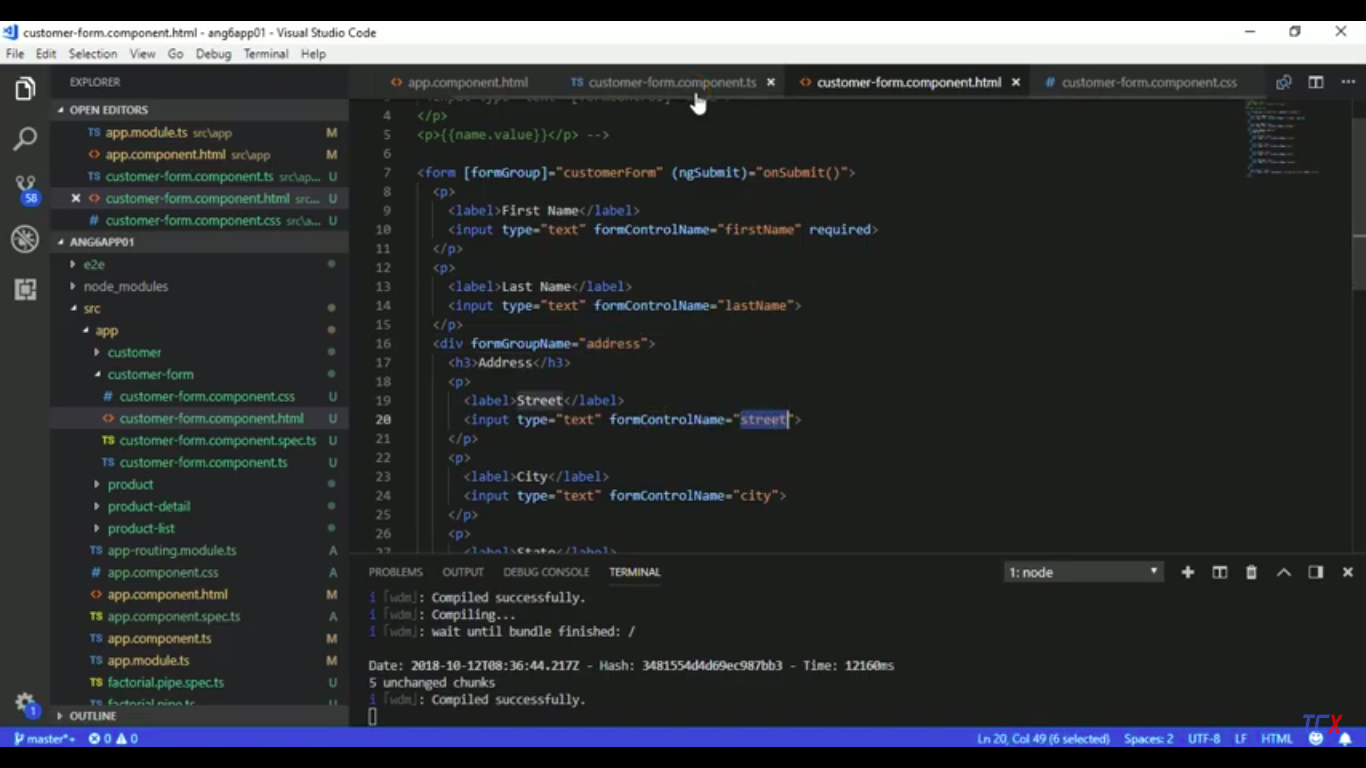 customer-form.component.html - ang6app01 - Visual Studio Code
File Edit Selection View Go Debug Terminal Help
EXPLORER
OPEN EDITORS
TS app.module.ts src\app M
<> app.component.html src\app M
TS customer-form.component.ts src\ap... U
<> customer-form.component.html src... U
# customer-form.component.css src\a... U
ANG6APP01
e2e
node_modules
src
app
customer
customer-form
# customer-form.component.css U
<> customer-form.component.html U
TS customer-form.component.spec.ts U
TS customer-form.component.ts U
product
product-detail
product-list
TS app-routing.module.ts A
# app.component.css A
<> app.component.html M
TS app.component.spec.ts A
TS app.component.ts M
TS app.module.ts M
TS factorial.pipe.spec.ts U
TS factorial.pipe.ts U
OUTLINE
58
1
<> app.component.html
TS customer-form.component.ts
<> customer-form.component.html
# customer-form.component.css
4 </p>
5 <p>{{name.value}}</p> -->
6
7 <form [formGroup]="customerForm" (ngSubmit)="onSubmit()">
8 <p>
9 <label>First Name</label>
10 <input type="text" formControlName="firstName" required>
11 </p>
12 <p>
13 <label>Last Name</label>
14 <input type="text" formControlName="lastName">
15 </p>
16 <div formGroupName="address">
17 <h3>Address</h3>
18 <p>
19 <label>Street</label>
20 <input type="text" formControlName="street">
21 </p>
22 <p>
23 <label>City</label>
24 <input type="text" formControlName="city">
25 </p>
26 <p>
27 <label>State</label>
PROBLEMS OUTPUT DEBUG CONSOLE TERMINAL
1: node
i ｢wdm｣: Compiled successfully.
i ｢wdm｣: Compiling...
i ｢wdm｣: wait until bundle finished: /
Date: 2018-10-12T08:36:44.217Z - Hash: 3481554d4d69ec987bb3 - Time: 12160ms
5 unchanged chunks
i ｢wdm｣: Compiled successfully.
TCX
master*+ 0 0 Ln 20, Col 49 (6 selected) Spaces: 2 UTF-8 LF HTML